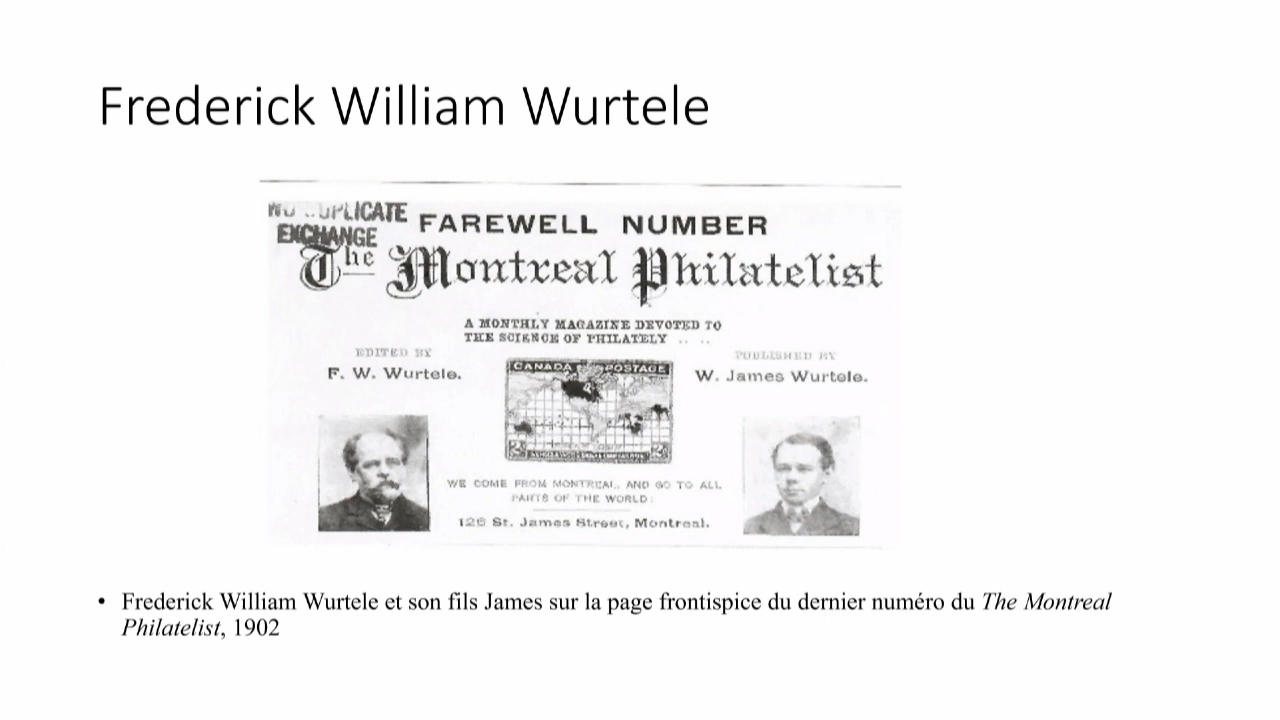 Frederick William Wurtele
EXCHANGE
FAREWELL NUMBER
The Montreal Philatelist
A MONTHLY MAGAZINE DEVOTED TO
THE SCIENCE OF PHILATELY .. ..
EDITED BY
F. W. Wurtele.
PUBLISHED BY
W. James Wurtele.
CANADA POSTAGE
2 2
WE COME FROM MONTREAL, AND GO TO ALL
PARTS OF THE WORLD
St. James Street, Montreal.
• Frederick William Wurtele et son fils James sur la page frontispice du dernier numéro du The Montreal
Philatelist, 1902